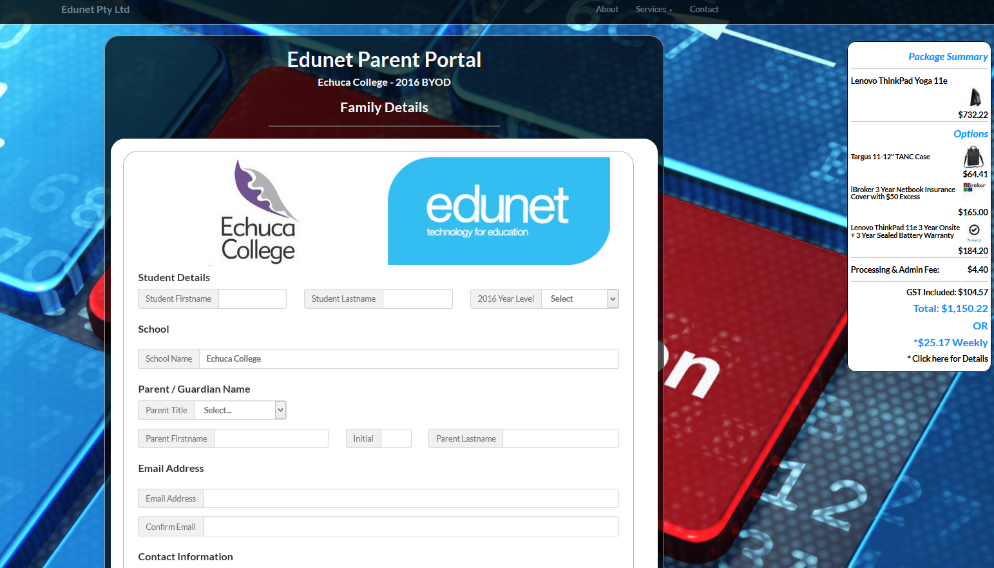 Edunet Pty Ltd
About
Services
Contact
Edunet Parent Portal
Echuca College - 2016 BYOD
Family Details
Echuca
College
edunet
technology for education
Student Details
Student Firstname
Student Lastname
2016 Year Level
Select
School
School Name
Echuca College
Parent / Guardian Name
Parent Title
Select...
Parent Firstname
Initial
Parent Lastname
Email Address
Email Address
Confirm Email
Contact Information
Package Summary
Lenovo ThinkPad Yoga 11e
$732.22
Options
Targus 11-12" TANC Case
$64.41
iBroker 3 Year Netbook Insurance
Cover with $50 Excess
iBroker
$165.00
Lenovo ThinkPad 11e 3 Year Onsite
+ 3 Year Sealed Battery Warranty
$184.20
Processing & Admin Fee:
$4.40
GST Included: $104.57
Total: $1,150.22
OR
*$25.17 Weekly
* Click here for Details
on
12